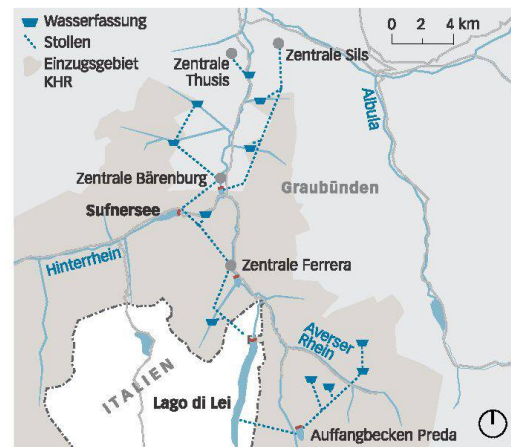 Wasserfassung
Stollen
Einzugsgebiet
KHR
0 2 4 km
Zentrale
Thusis
Zentrale Sils
Albula
Zentrale Bärenburg
Graubünden
Sufnersee
Hinterrhein
Zentrale Ferrera
Averser
Rhein
ITALIEN
Lago di Lei
Auffangbecken Preda